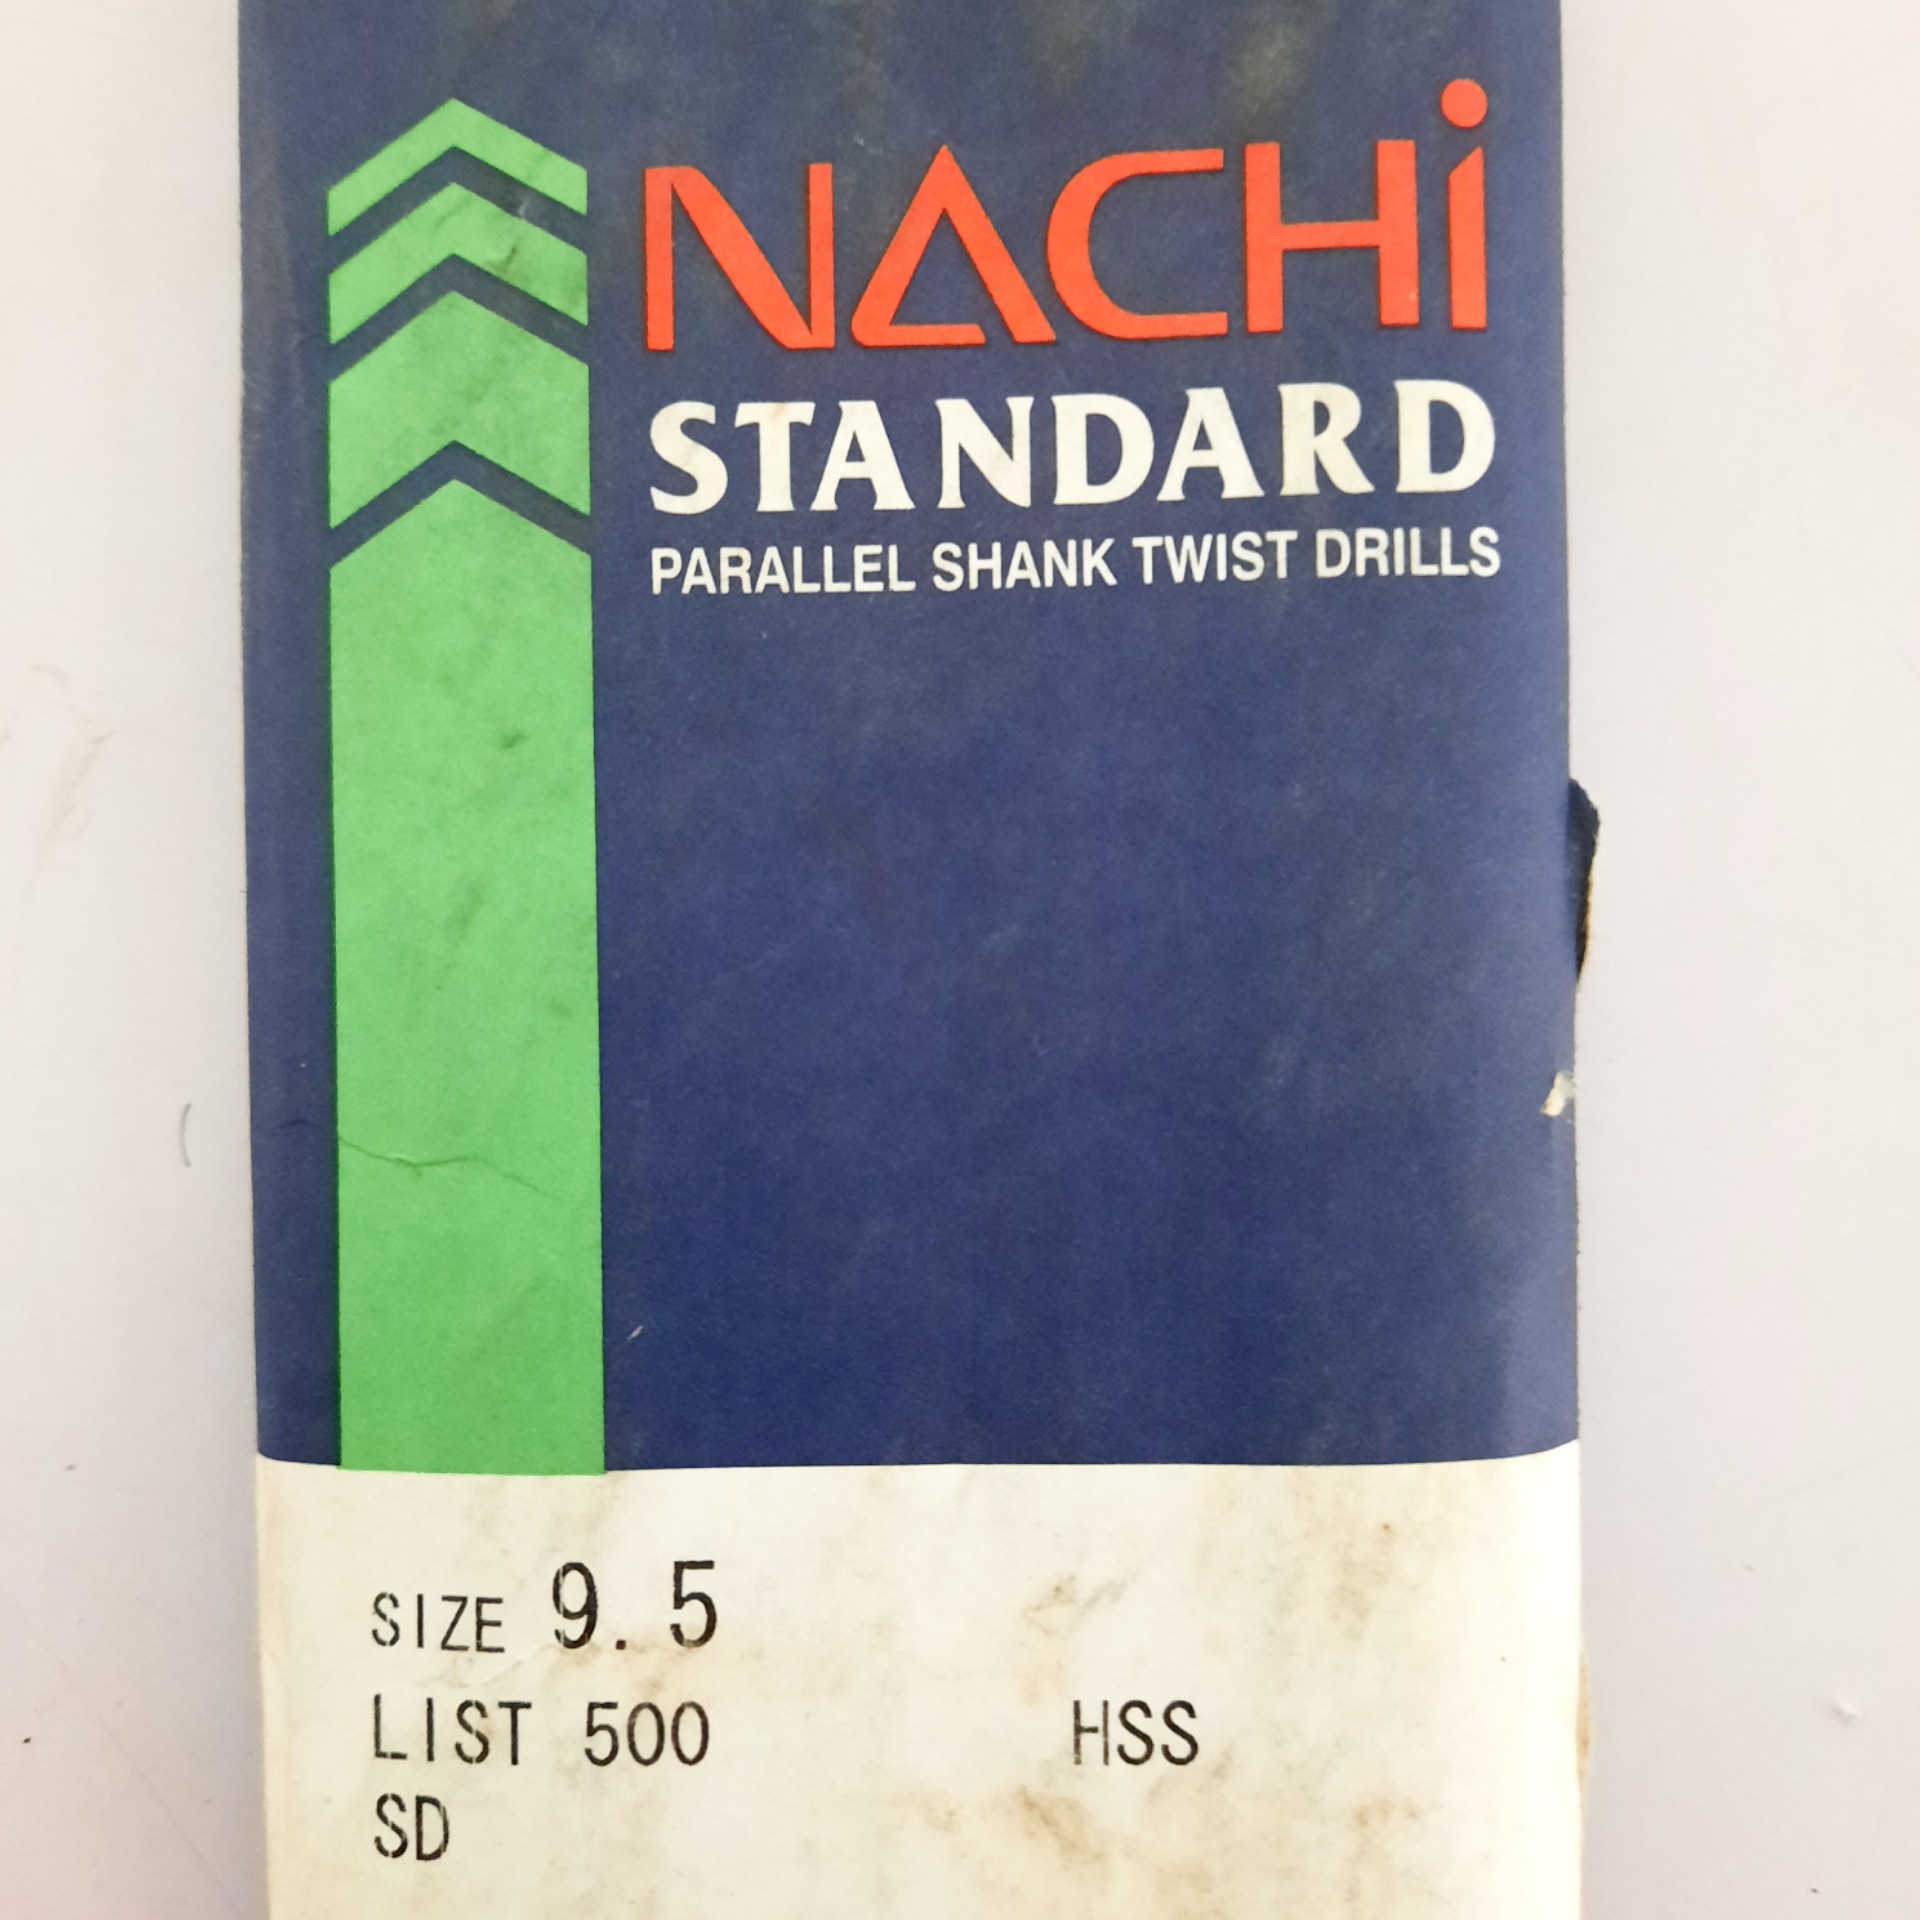 NACHi
STANDARD
PARALLEL SHANK TWIST DRILLS
SIZE 9.5
LIST 500 HSS
SD